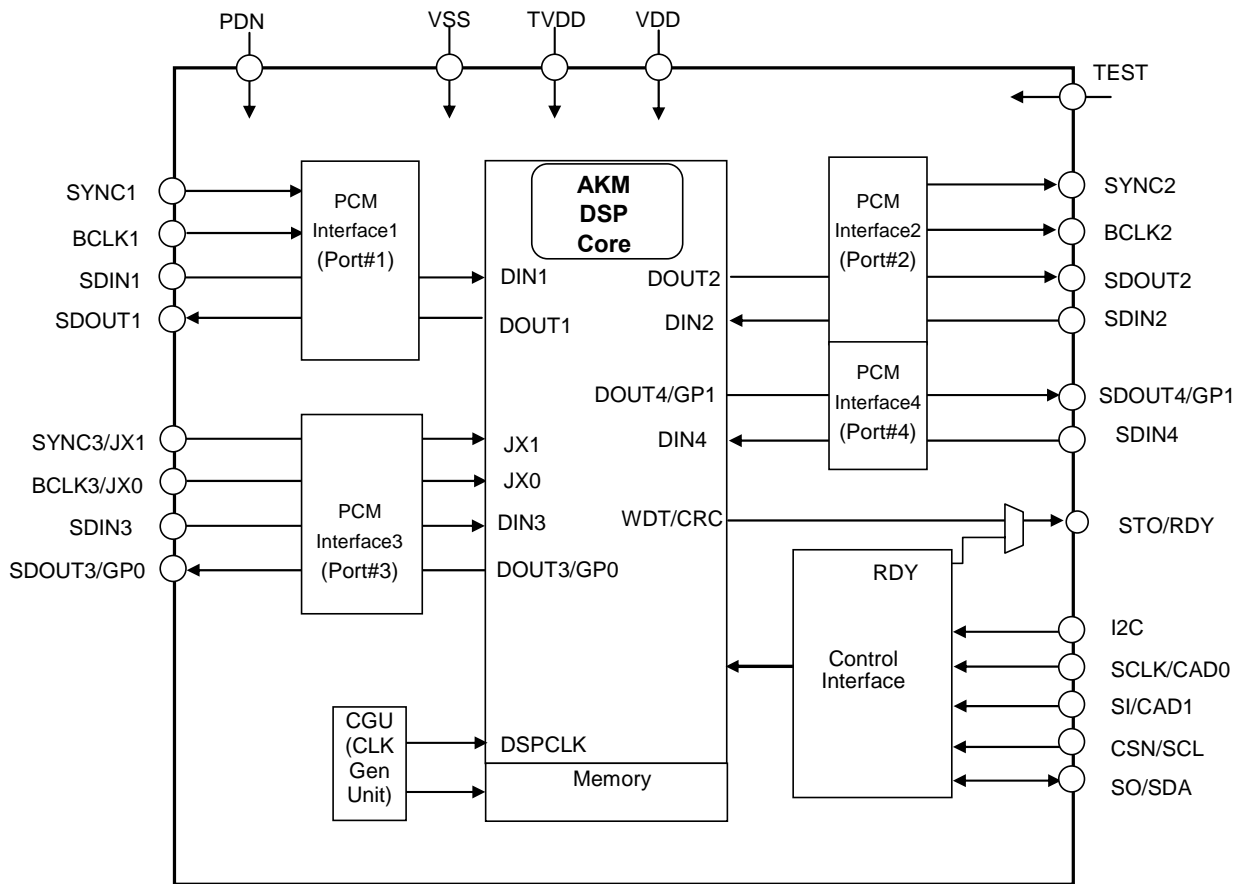 PDN
VSS
TVDD
VDD
TEST
SYNC1
BCLK1
SDIN1
SDOUT1
PCM
Interface1
(Port#1)
AKM
DSP
Core
DIN1
DOUT1
DOUT2
DIN2
PCM
Interface2
(Port#2)
SYNC2
BCLK2
SDOUT2
SDIN2
DOUT4/GP1
DIN4
PCM
Interface4
(Port#4)
SDOUT4/GP1
SDIN4
SYNC3/JX1
BCLK3/JX0
SDIN3
SDOUT3/GP0
PCM
Interface3
(Port#3)
JX1
JX0
DIN3
DOUT3/GP0
WDT/CRC
STO/RDY
RDY
Control
Interface
I2C
SCLK/CAD0
SI/CAD1
CSN/SCL
SO/SDA
CGU
(CLK
Gen
Unit)
DSPCLK
Memory